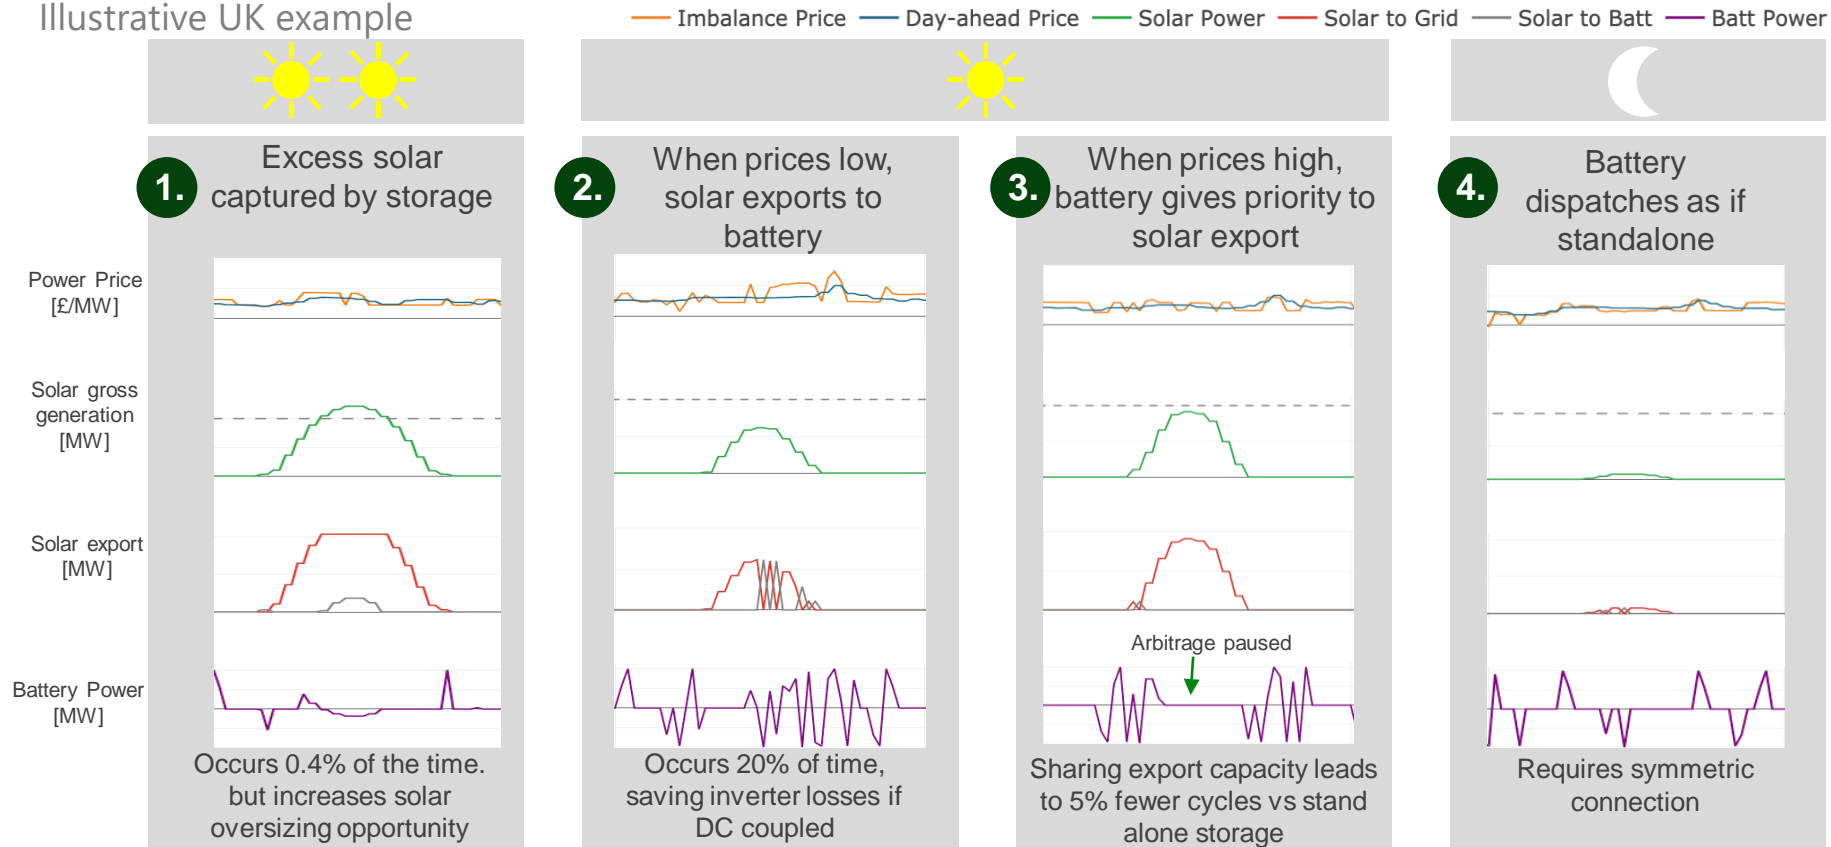 Illustrative UK example
Imbalance Price
Day-ahead Price
Solar Power
Solar to Grid
Solar to Batt
Batt Power
1.
Excess solar
captured by storage
2.
When prices low,
solar exports to
battery
3.
When prices high,
battery gives priority to
solar export
4.
Battery
dispatches as if
standalone
Power Price
[£/MW]
Solar gross
generation
[MW]
Solar export
[MW]
Battery Power
[MW]
Arbitrage paused
Occurs 0.4% of the time.
but increases solar
oversizing opportunity
Occurs 20% of time,
saving inverter losses if
DC coupled
Sharing export capacity leads
to 5% fewer cycles vs stand
alone storage
Requires symmetric
connection